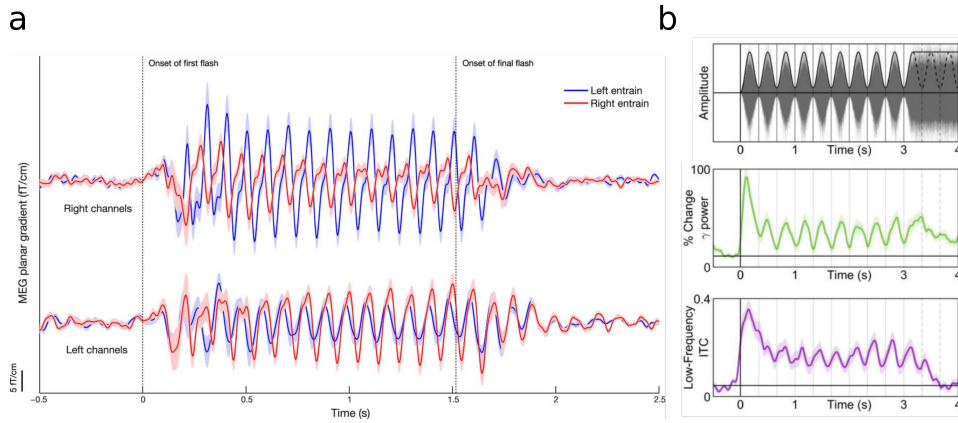 a
Onset of first flash
Onset of final flash
Left entrain
Right entrain
MEG planar gradient (fT/cm)
Right channels
Left channels
5 fT/cm
−0.5 0 0.5 1 1.5 2 2.5
Time (s)
b
Amplitude
0 1 2 3 4
Time (s)
% Change
γ power
100
0
0 1 2 3 4
Time (s)
Low-Frequency
ITC
0.4
0
0 1 2 3 4
Time (s)